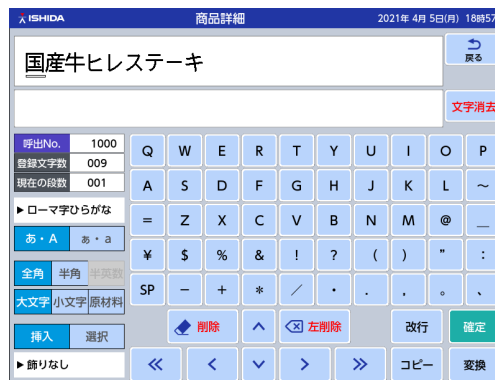 ISHIDA 商品詳細 2021年 4月 5日(月) 18時57
国産牛ヒレステーキ
戻る
文字消去
呼出No. 1000
登録文字数 009
現在の段数 001
▶ローマ字ひらがな
あ・A あ・a
全角 半角 半英数
大文字 小文字 原材料
挿入 選択
▶飾りなし
Q W E R T Y U I O P
A S D F G H J K L ~
= Z X C V B N M @ _
¥ $ % & ! ? ( ) " :
SP − + * / ・ . , 。 、
削除 ∧ 左削除 改行 確定
≪ < ∨ > ≫ コピー 変換